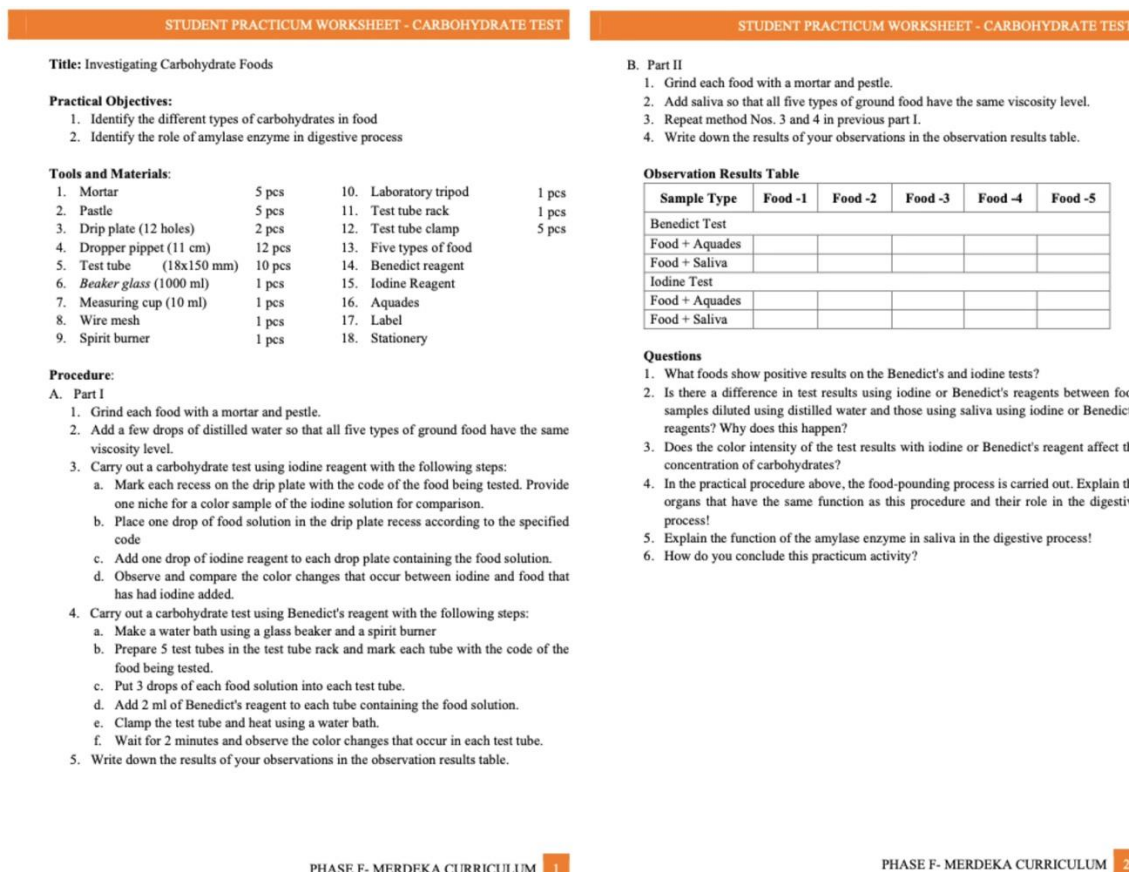 STUDENT PRACTICUM WORKSHEET - CARBOHYDRATE TEST
Title: Investigating Carbohydrate Foods
Practical Objectives:
1. Identify the different types of carbohydrates in food
2. Identify the role of amylase enzyme in digestive process
Tools and Materials:
1. Mortar 5 pcs
2. Pastle 5 pcs
3. Drip plate (12 holes) 2 pcs
4. Dropper pippet (11 cm) 12 pcs
5. Test tube (18x150 mm) 10 pcs
6. Beaker glass (1000 ml) 1 pcs
7. Measuring cup (10 ml) 1 pcs
8. Wire mesh 1 pcs
9. Spirit burner 1 pcs
10. Laboratory tripod 1 pcs
11. Test tube rack 1 pcs
12. Test tube clamp 5 pcs
13. Five types of food
14. Benedict reagent
15. Iodine Reagent
16. Aquades
17. Label
18. Stationery
Procedure:
A. Part I
1. Grind each food with a mortar and pestle.
2. Add a few drops of distilled water so that all five types of ground food have the same
viscosity level.
3. Carry out a carbohydrate test using iodine reagent with the following steps:
a. Mark each recess on the drip plate with the code of the food being tested. Provide
one niche for a color sample of the iodine solution for comparison.
b. Place one drop of food solution in the drip plate recess according to the specified
code
c. Add one drop of iodine reagent to each drop plate containing the food solution.
d. Observe and compare the color changes that occur between iodine and food that
has had iodine added.
4. Carry out a carbohydrate test using Benedict's reagent with the following steps:
a. Make a water bath using a glass beaker and a spirit burner
b. Prepare 5 test tubes in the test tube rack and mark each tube with the code of the
food being tested.
c. Put 3 drops of each food solution into each test tube.
d. Add 2 ml of Benedict's reagent to each tube containing the food solution.
e. Clamp the test tube and heat using a water bath.
f. Wait for 2 minutes and observe the color changes that occur in each test tube.
5. Write down the results of your observations in the observation results table.
PHASE F- MERDEKA CURRICULUM 1
STUDENT PRACTICUM WORKSHEET - CARBOHYDRATE TEST
B. Part II
1. Grind each food with a mortar and pestle.
2. Add saliva so that all five types of ground food have the same viscosity level.
3. Repeat method Nos. 3 and 4 in previous part I.
4. Write down the results of your observations in the observation results table.
Observation Results Table
Sample Type Food -1 Food -2 Food -3 Food -4 Food -5
Benedict Test
Food + Aquades
Food + Saliva
Iodine Test
Food + Aquades
Food + Saliva
Questions
1. What foods show positive results on the Benedict's and iodine tests?
2. Is there a difference in test results using iodine or Benedict's reagents between
samples diluted using distilled water and those using saliva using iodine or
reagents? Why does this happen?
3. Does the color intensity of the test results with iodine or Benedict's reagent affect
concentration of carbohydrates?
4. In the practical procedure above, the food-pounding process is carried out. Explain
organs that have the same function as this procedure and their role in the
process!
5. Explain the function of the amylase enzyme in saliva in the digestive process!
6. How do you conclude this practicum activity?
PHASE F- MERDEKA CURRICULUM 2